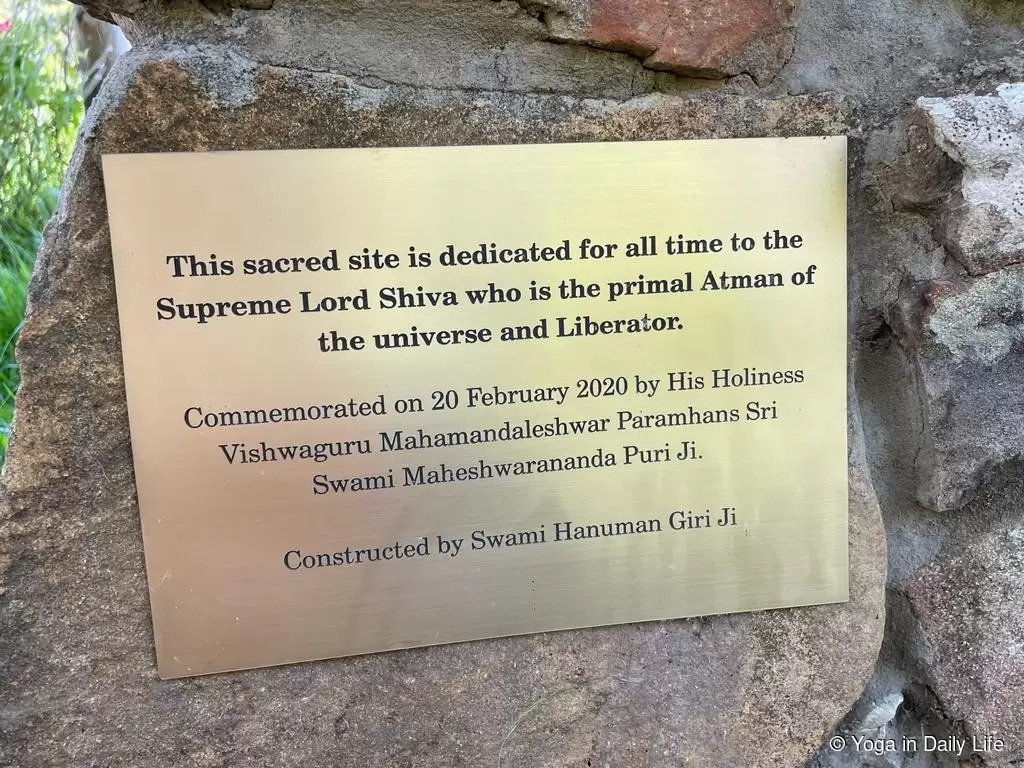 This sacred site is dedicated for all time to the
Supreme Lord Shiva who is the primal Atman of
the universe and Liberator.
Commemorated on 20 February 2020 by His Holiness
Vishwaguru Mahamandaleshwar Paramhans Sri
Swami Maheshwarananda Puri Ji.
Constructed by Swami Hanuman Giri Ji
© Yoga in Daily Life